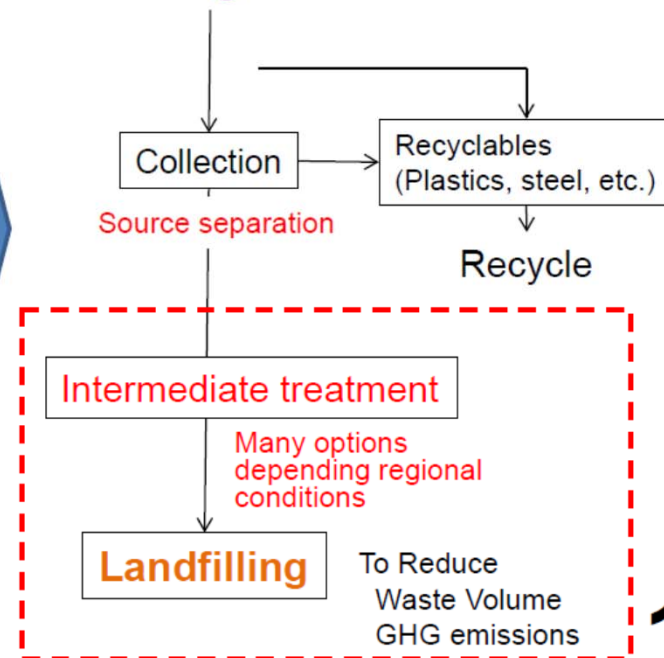 Collection
Recyclables
(Plastics, steel, etc.)
Source separation
Recycle
Intermediate treatment
Many options
depending regional
conditions
Landfilling
To Reduce
Waste Volume
GHG emissions